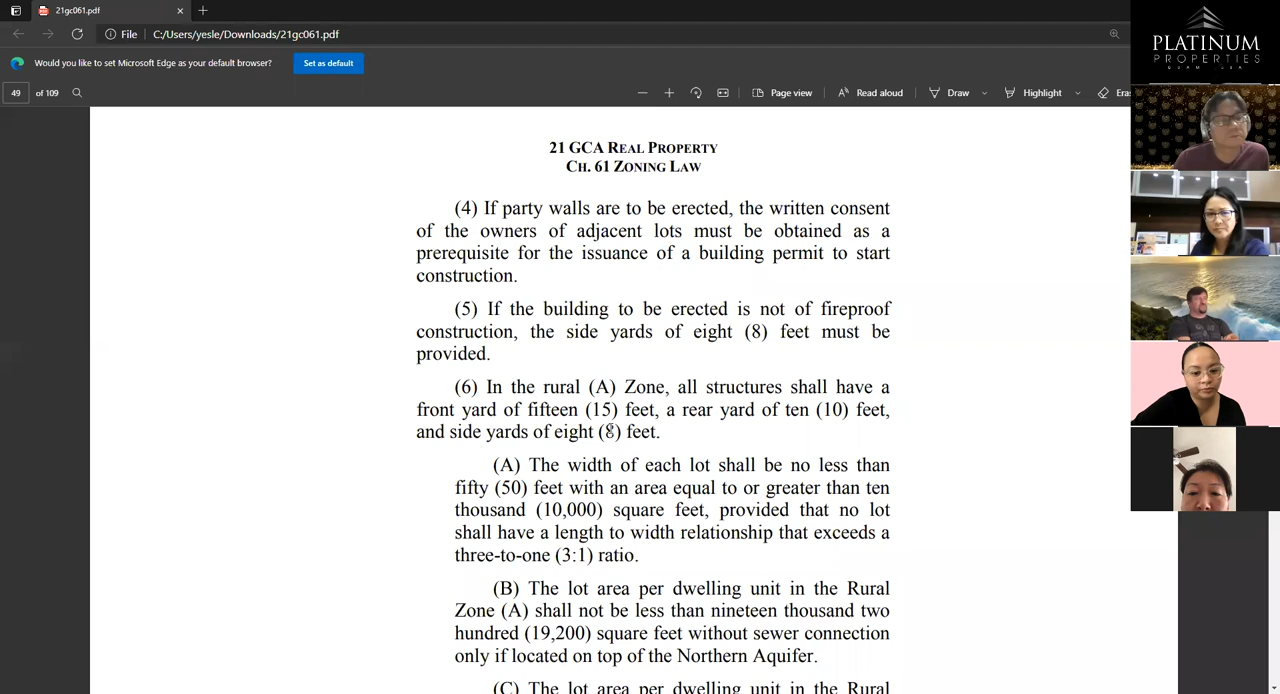 21gc061.pdf
File C:/Users/yesle/Downloads/21gc061.pdf
Would you like to set Microsoft Edge as your default browser? Set as default
49 of 109 Page view Read aloud Draw Highlight Eras
PLATINUM
PROPERTIES
21 GCA REAL PROPERTY
CH. 61 ZONING LAW
(4) If party walls are to be erected, the written consent
of the owners of adjacent lots must be obtained as a
prerequisite for the issuance of a building permit to start
construction.
(5) If the building to be erected is not of fireproof
construction, the side yards of eight (8) feet must be
provided.
(6) In the rural (A) Zone, all structures shall have a
front yard of fifteen (15) feet, a rear yard of ten (10) feet,
and side yards of eight (8) feet.
(A) The width of each lot shall be no less than
fifty (50) feet with an area equal to or greater than ten
thousand (10,000) square feet, provided that no lot
shall have a length to width relationship that exceeds a
three-to-one (3:1) ratio.
(B) The lot area per dwelling unit in the Rural
Zone (A) shall not be less than nineteen thousand two
hundred (19,200) square feet without sewer connection
only if located on top of the Northern Aquifer.
(C) The lot area per dwelling unit in the Rural